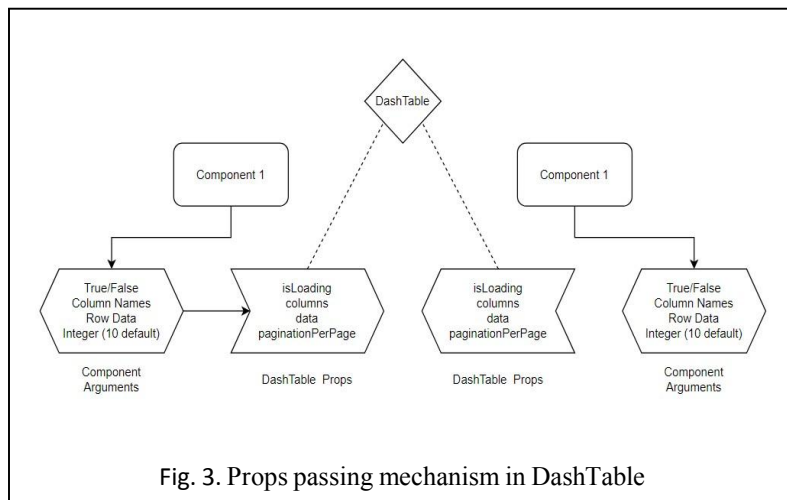 DashTable
Component 1
Component 1
True/False
Column Names
Row Data
Integer (10 default)
isLoading
columns
data
paginationPerPage
isLoading
columns
data
paginationPerPage
True/False
Column Names
Row Data
Integer (10 default)
Component
Arguments
DashTable Props
DashTable Props
Component
Arguments
Fig. 3. Props passing mechanism in DashTable